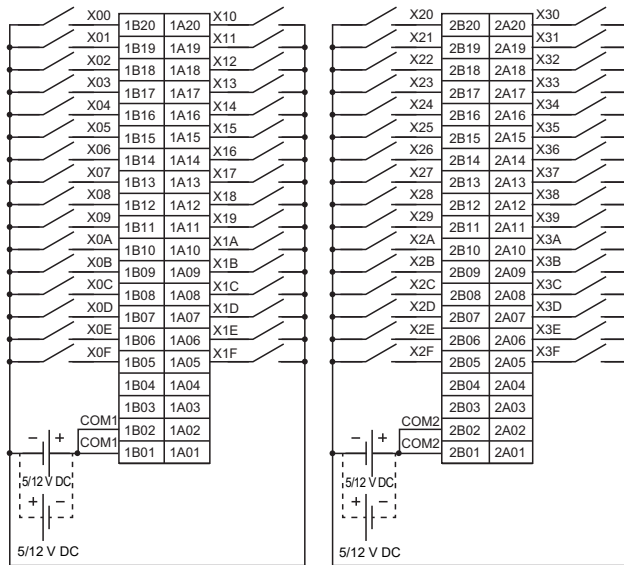 X00 1B20 1A20 X10 X20 2B20 2A20 X30
X01 1B19 1A19 X11 X21 2B19 2A19 X31
X02 1B18 1A18 X12 X22 2B18 2A18 X32
X03 1B17 1A17 X13 X23 2B17 2A17 X33
X04 1B16 1A16 X14 X24 2B16 2A16 X34
X05 1B15 1A15 X15 X25 2B15 2A15 X35
X06 1B14 1A14 X16 X26 2B14 2A14 X36
X07 1B13 1A13 X17 X27 2B13 2A13 X37
X08 1B12 1A12 X18 X28 2B12 2A12 X38
X09 1B11 1A11 X19 X29 2B11 2A11 X39
X0A 1B10 1A10 X1A X2A 2B10 2A10 X3A
X0B 1B09 1A09 X1B X2B 2B09 2A09 X3B
X0C 1B08 1A08 X1C X2C 2B08 2A08 X3C
X0D 1B07 1A07 X1D X2D 2B07 2A07 X3D
X0E 1B06 1A06 X1E X2E 2B06 2A06 X3E
X0F 1B05 1A05 X1F X2F 2B05 2A05 X3F
1B04 1A04 2B04 2A04
1B03 1A03 2B03 2A03
COM1 1B02 1A02 COM2 2B02 2A02
− + COM1 1B01 1A01 − + COM2 2B01 2A01
5/12 V DC 5/12 V DC
+ − + −
5/12 V DC 5/12 V DC